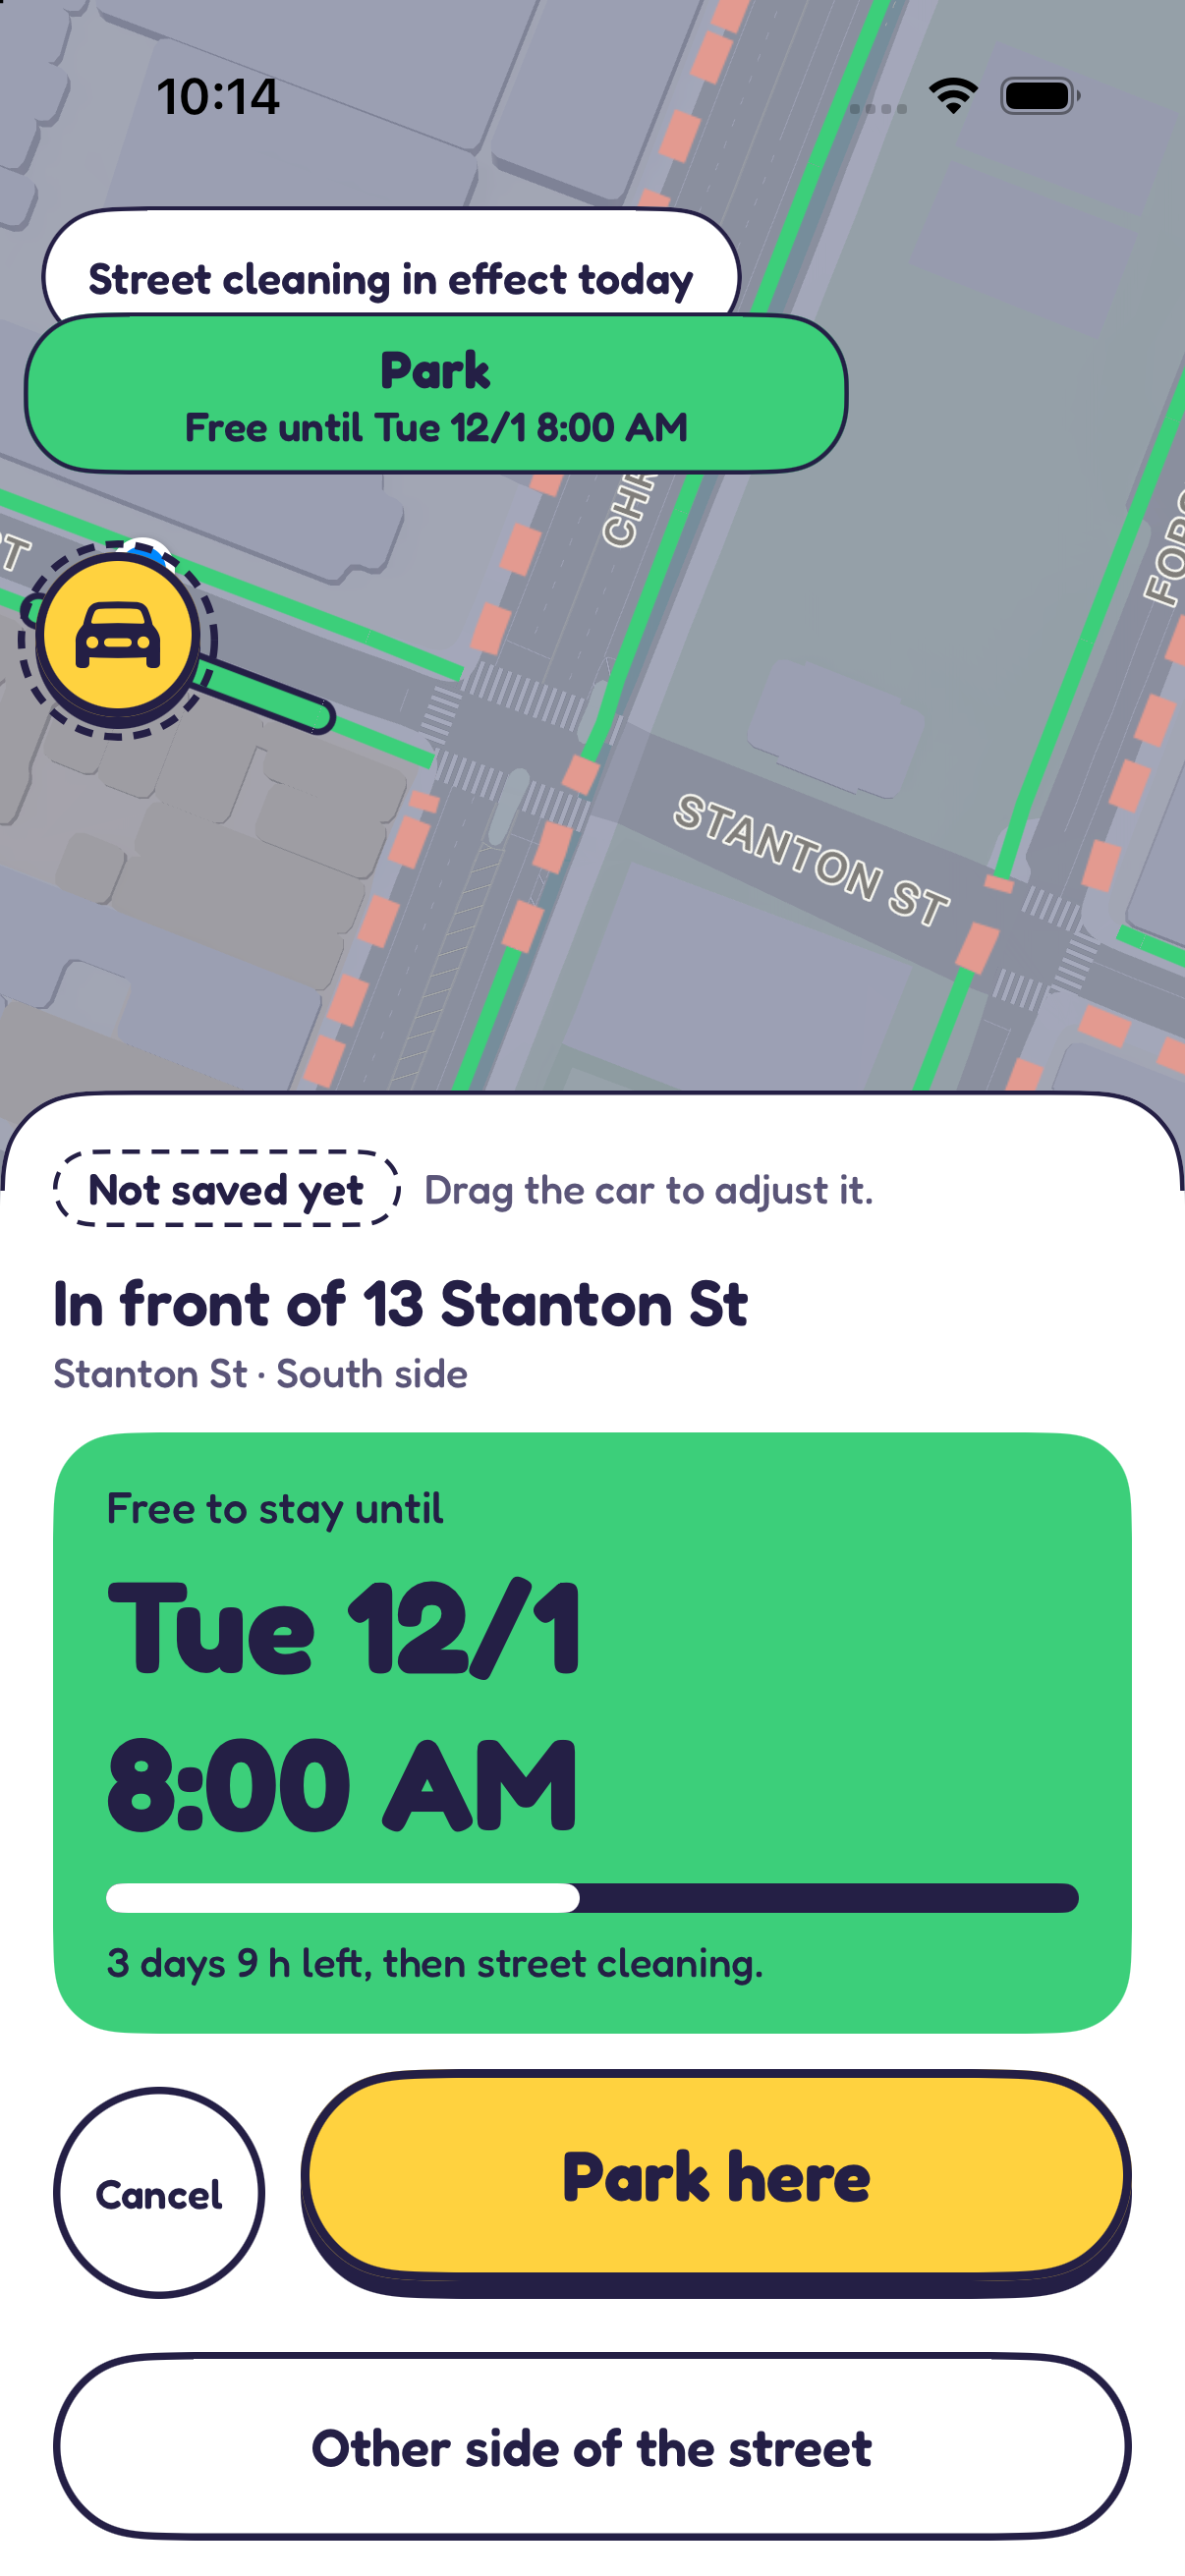 10:14
Street cleaning in effect today
Park
Free until Tue 12/1 8:00 AM
STANTON ST
Not saved yet
Drag the car to adjust it.
In front of 13 Stanton St
Stanton St · South side
Free to stay until
Tue 12/1
8:00 AM
3 days 9 h left, then street cleaning.
Cancel
Park here
Other side of the street